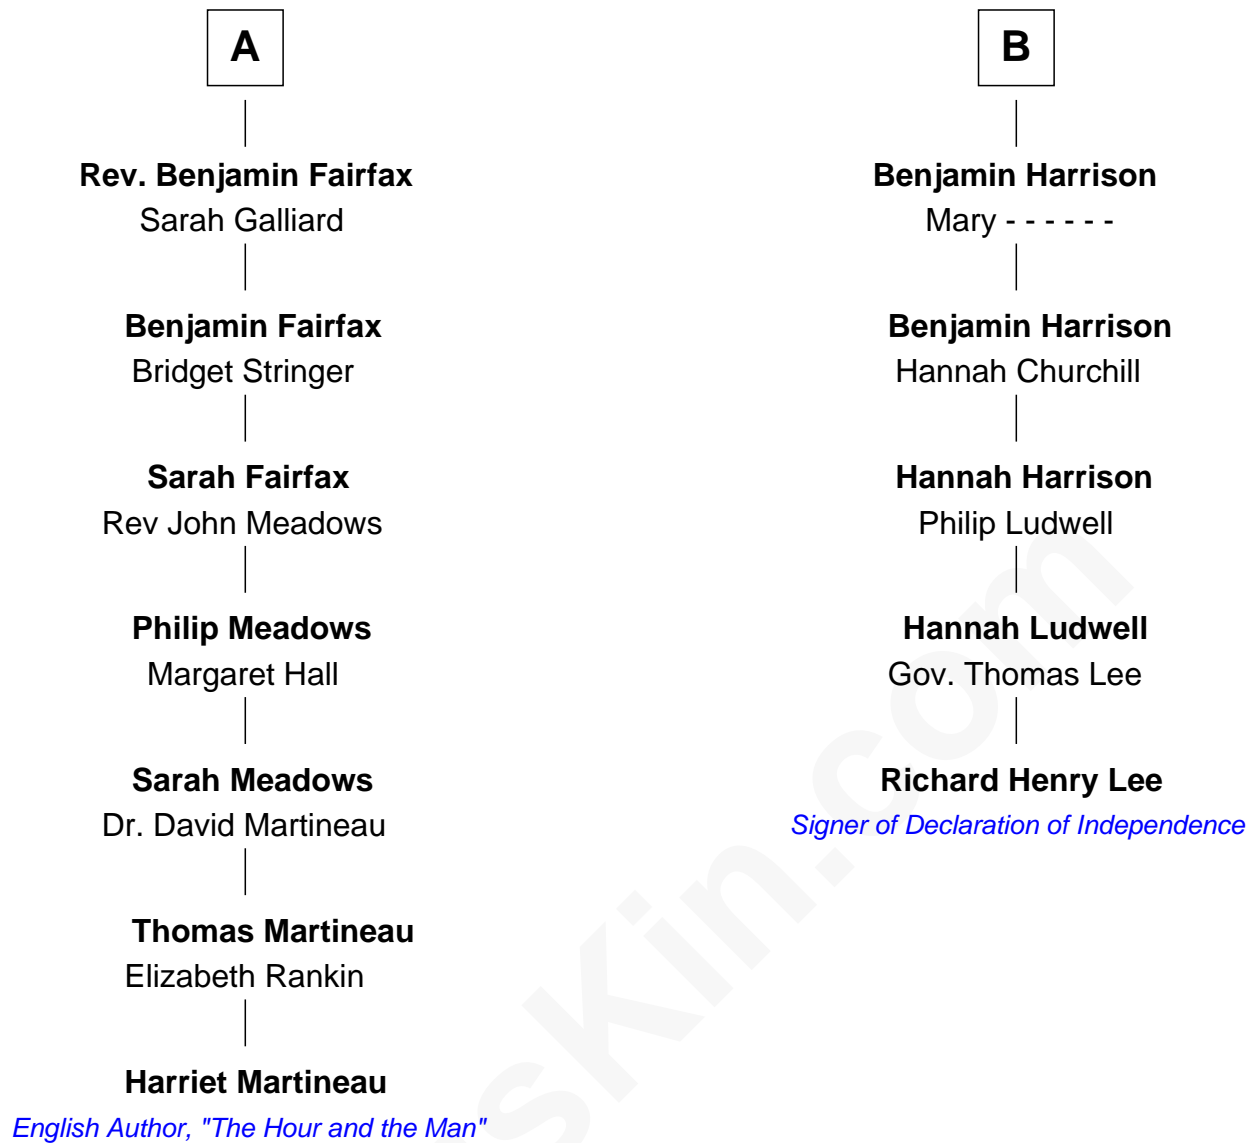 A
Rev. Benjamin Fairfax
Sarah Galliard
Benjamin Fairfax
Bridget Stringer
Sarah Fairfax
Rev John Meadows
Philip Meadows
Margaret Hall
Sarah Meadows
Dr. David Martineau
Thomas Martineau
Elizabeth Rankin
Harriet Martineau
English Author, "The Hour and the Man"
B
Benjamin Harrison
Mary - - - - - -
Benjamin Harrison
Hannah Churchill
Hannah Harrison
Philip Ludwell
Hannah Ludwell
Gov. Thomas Lee
Richard Henry Lee
Signer of Declaration of Independence
sKin.com